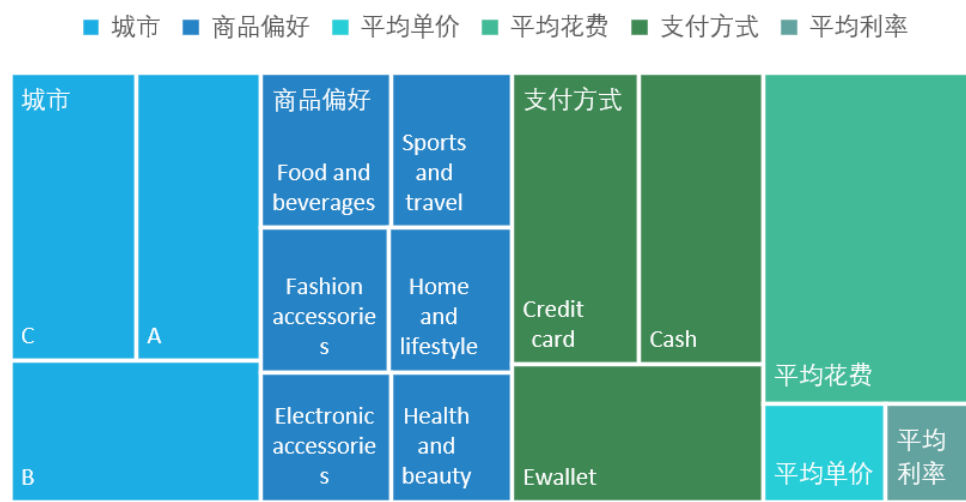 城市 商品偏好 平均单价 平均花费 支付方式 平均利率
城市
C
A
B
商品偏好
Food and
beverages
Sports
and
travel
Fashion
accessorie
s
Home
and
lifestyle
Electronic
accessorie
s
Health
and
beauty
支付方式
Credit
card
Cash
Ewallet
平均花费
平均单价
平均
利率